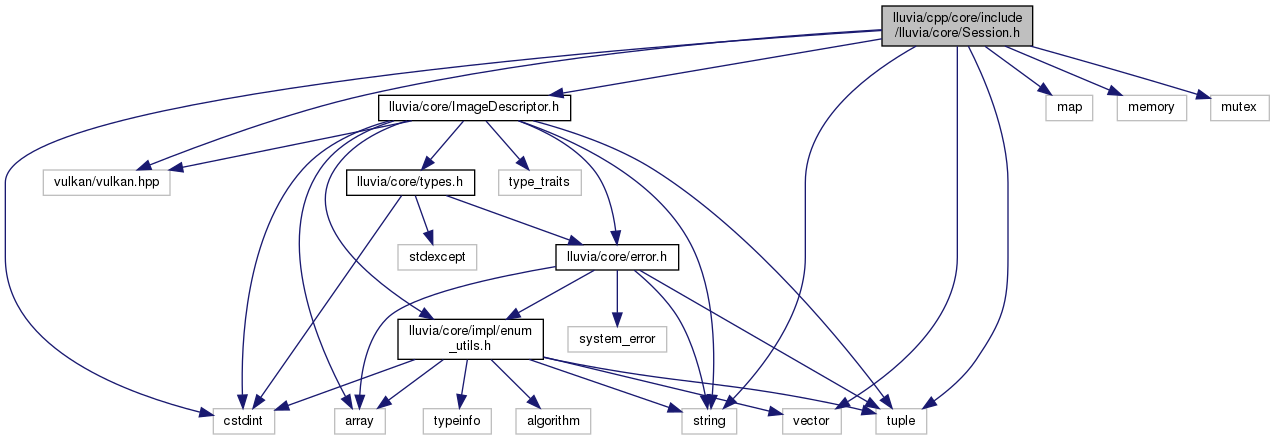 lluvia/cpp/core/include
/lluvia/core/Session.h
lluvia/core/ImageDescriptor.h
map
memory
mutex
vulkan/vulkan.hpp
lluvia/core/types.h
type_traits
stdexcept
lluvia/core/error.h
lluvia/core/impl/enum
_utils.h
system_error
cstdint
array
typeinfo
algorithm
string
vector
tuple